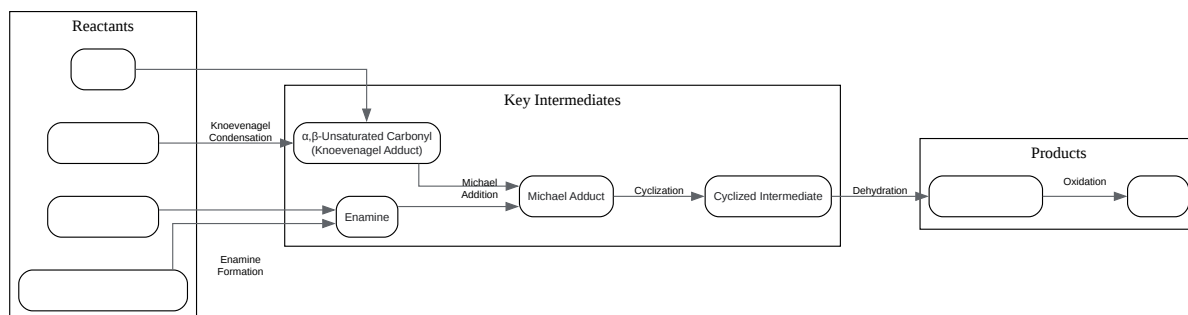 Reactants
Key Intermediates
Knoevenagel
Condensation
α,β-Unsaturated Carbonyl
(Knoevenagel Adduct)
Products
Michael
Addition
Michael Adduct
Cyclization
Cyclized Intermediate
Dehydration
Oxidation
Enamine
Enamine
Formation